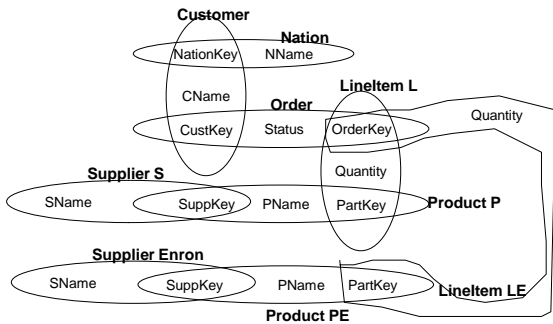 Customer
Nation
NationKey NName
LineItem L
CName
Order
Quantity
CustKey Status OrderKey
Supplier S
Quantity
SName SuppKey PName PartKey
Product P
Supplier Enron
SName SuppKey PName PartKey
LineItem LE
Product PE